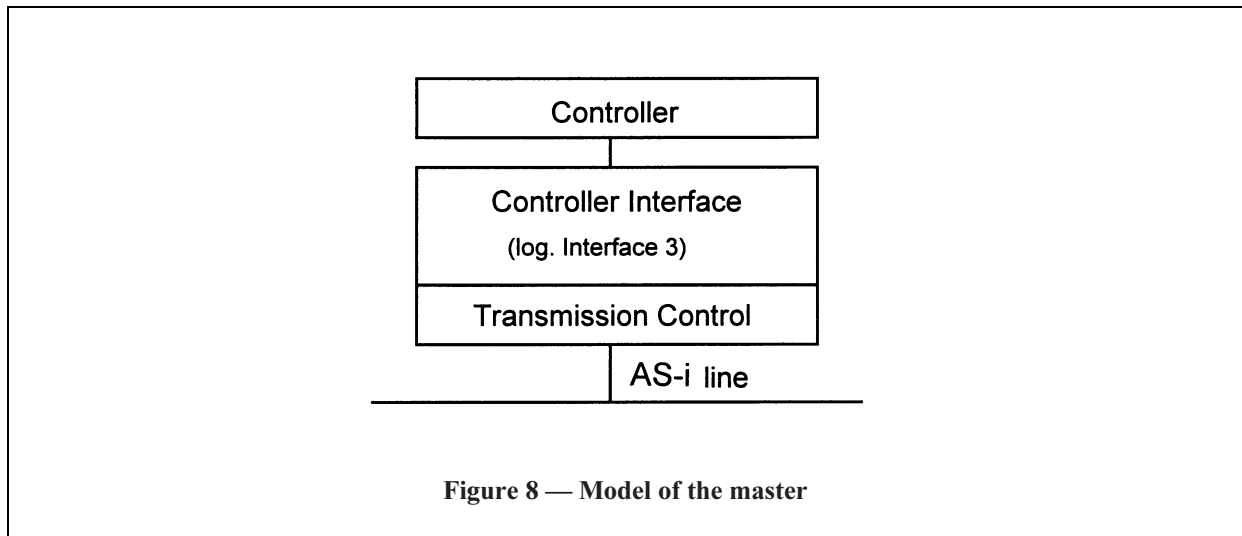 Controller
Controller Interface
(log. Interface 3)
Transmission Control
AS-i line
Figure 8 — Model of the master